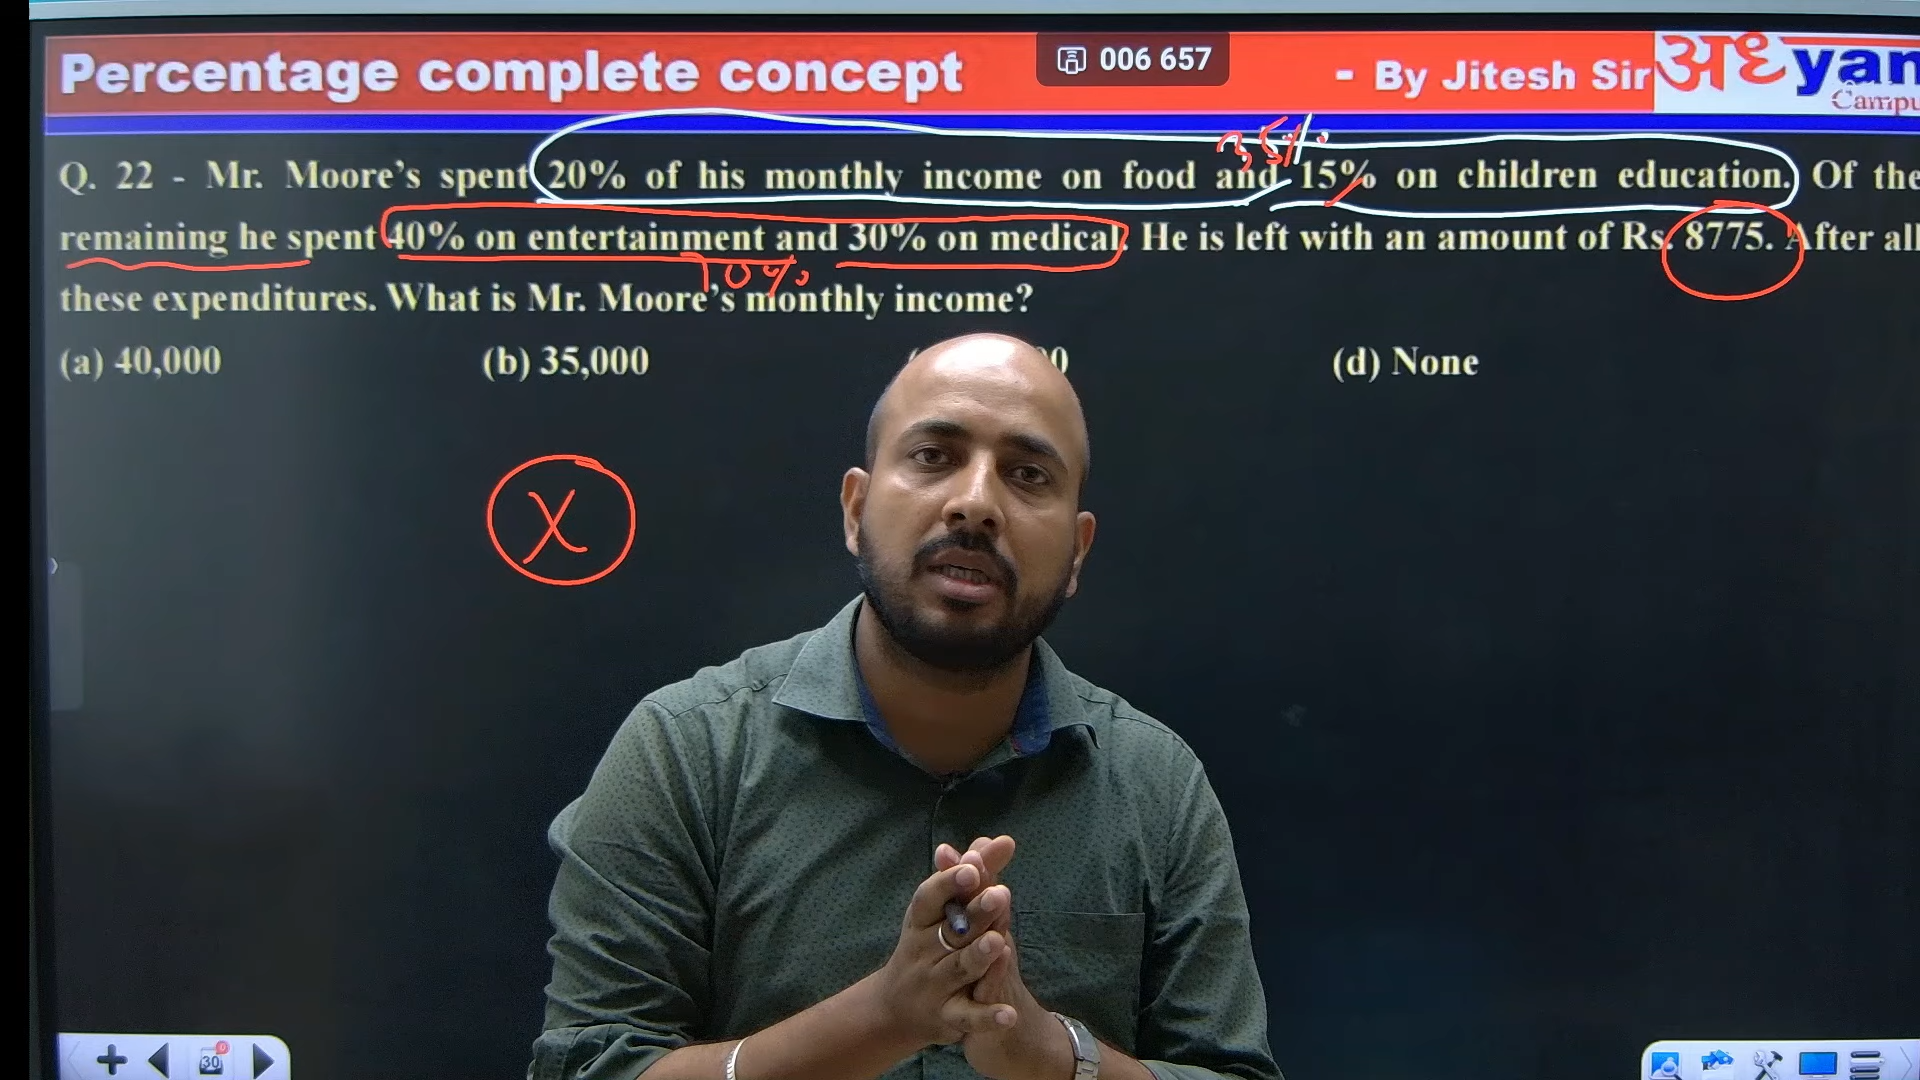 Percentage complete concept
006 657
- By Jitesh Sir
अध्yan
Campu
35%
Q. 22 - Mr. Moore's spent 20% of his monthly income on food and 15% on children education. Of the
remaining he spent 40% on entertainment and 30% on medical. He is left with an amount of Rs. 8775. After all
70%
these expenditures. What is Mr. Moore's monthly income?
(a) 40,000 (b) 35,000 (d) None
X
30